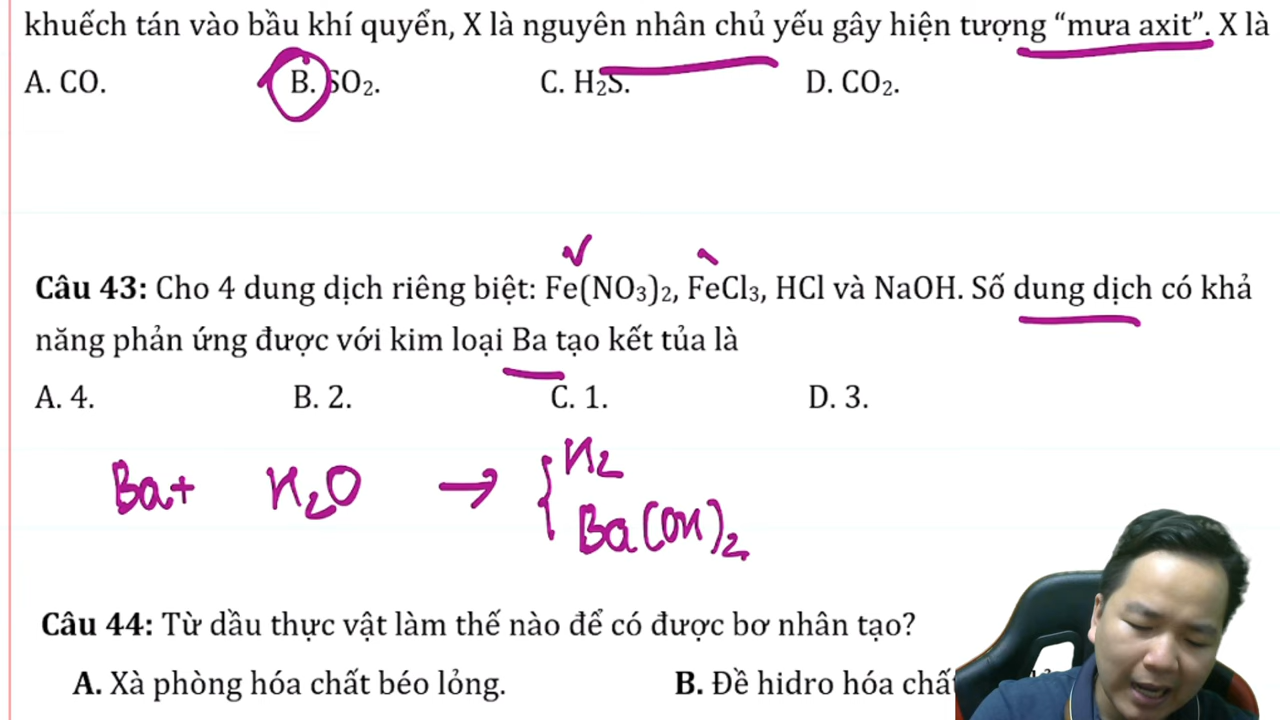 khuếch tán vào bầu khí quyển, X là nguyên nhân chủ yếu gây hiện tượng “mưa axit”. X là
A. CO. B. SO₂. C. H₂S. D. CO₂.
Câu 43: Cho 4 dung dịch riêng biệt: Fe(NO₃)₂, FeCl₃, HCl và NaOH. Số dung dịch có khả
năng phản ứng được với kim loại Ba tạo kết tủa là
A. 4. B. 2. C. 1. D. 3.
Ba+ H₂O → { H₂
Ba(OH)₂
Câu 44: Từ dầu thực vật làm thế nào để có được bơ nhân tạo?
A. Xà phòng hóa chất béo lỏng. B. Đề hidro hóa